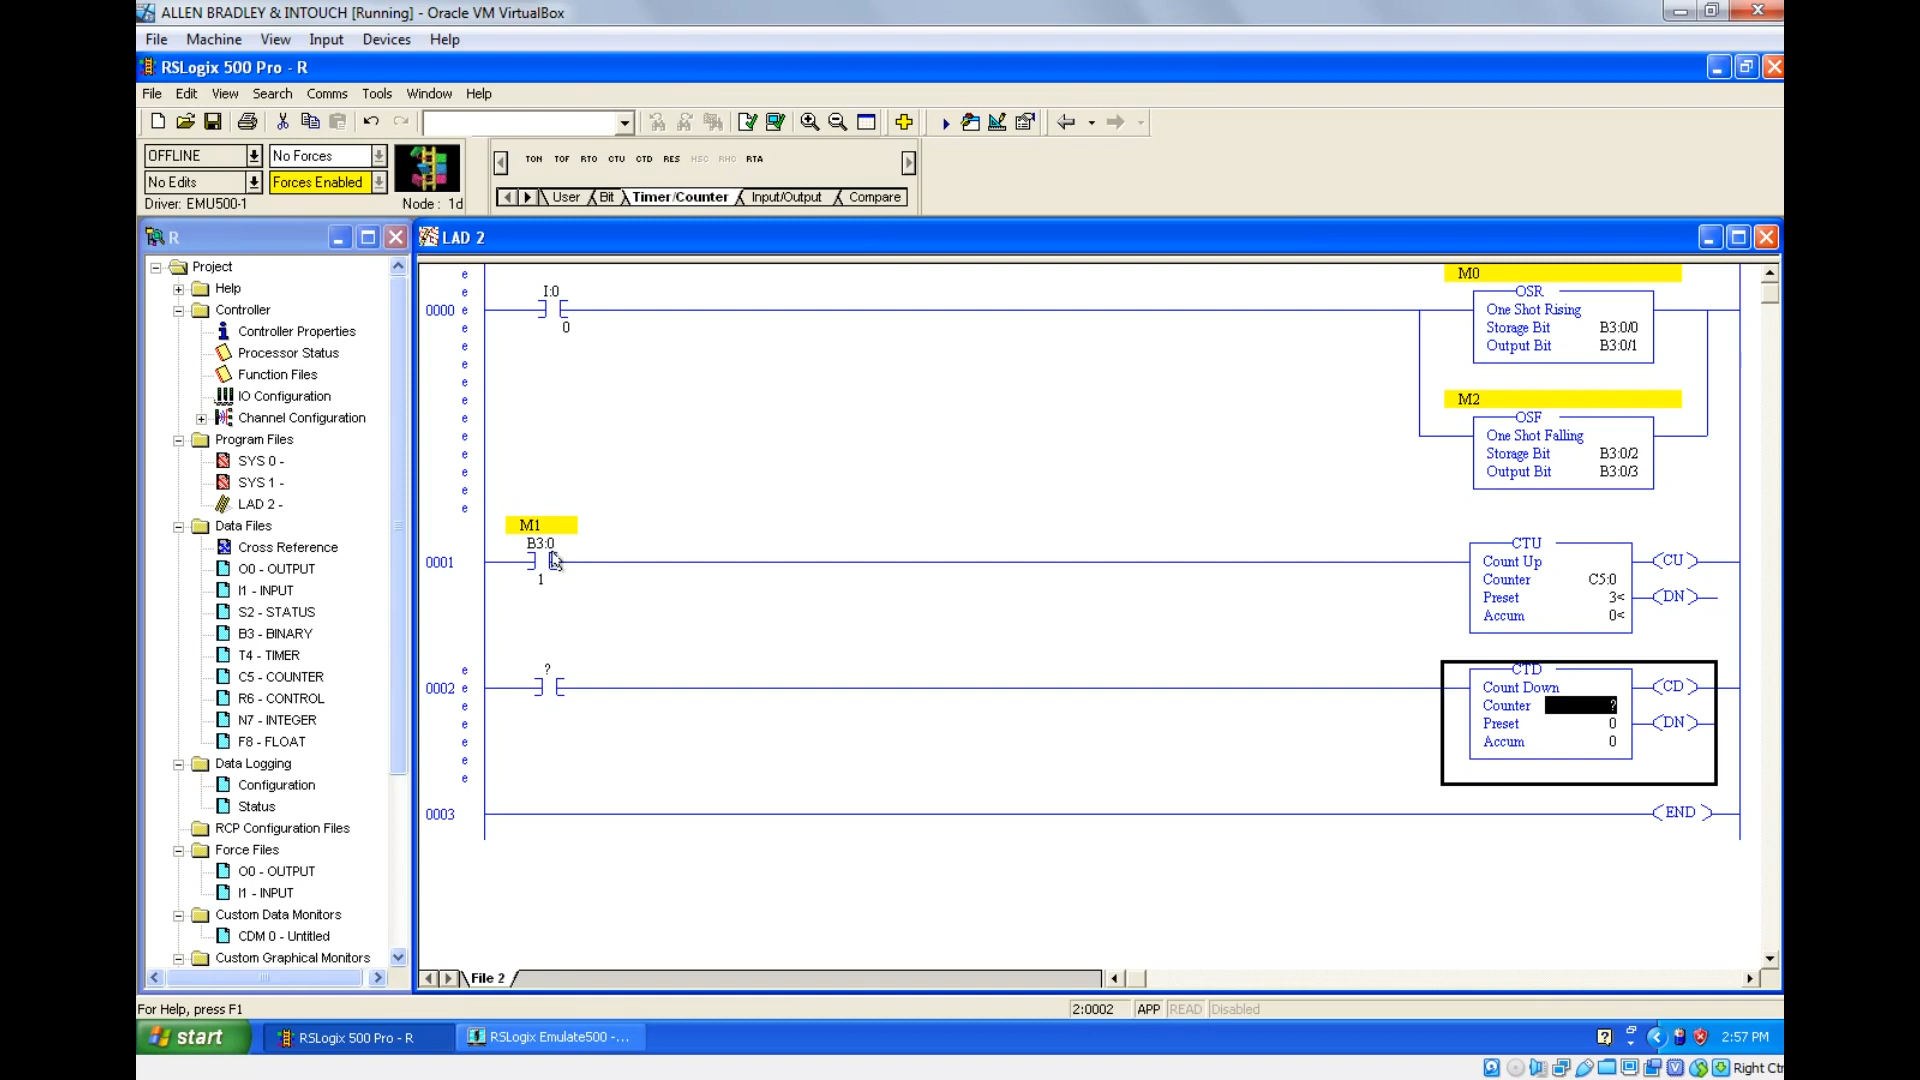 ALLEN BRADLEY & INTOUCH [Running] - Oracle VM VirtualBox
File Machine View Input Devices Help
RSLogix 500 Pro - R
File Edit View Search Comms Tools Window Help
OFFLINE No Forces
No Edits Forces Enabled
Driver: EMU500-1 Node : 1d
TON TOF RTO CTU CTD RES HSC RHC RTA
User Bit Timer/Counter Input/Output Compare
R
Project
Help
Controller
Controller Properties
Processor Status
Function Files
IO Configuration
Channel Configuration
Program Files
SYS 0 -
SYS 1 -
LAD 2 -
Data Files
Cross Reference
O0 - OUTPUT
I1 - INPUT
S2 - STATUS
B3 - BINARY
T4 - TIMER
C5 - COUNTER
R6 - CONTROL
N7 - INTEGER
F8 - FLOAT
Data Logging
Configuration
Status
RCP Configuration Files
Force Files
O0 - OUTPUT
I1 - INPUT
Custom Data Monitors
CDM 0 - Untitled
Custom Graphical Monitors
LAD 2
e
e
0000 e
e
e
e
e
e
e
e
e
e
e
e
I:0
0
M0
OSR
One Shot Rising
Storage Bit B3:0/0
Output Bit B3:0/1
M2
OSF
One Shot Falling
Storage Bit B3:0/2
Output Bit B3:0/3
0001
M1
B3:0
1
CTU
Count Up CU
Counter C5:0
Preset 3< DN
Accum 0<
e
0002 e
e
e
e
e
e
?
CTD
Count Down CD
Counter ?
Preset 0 DN
Accum 0
0003 END
File 2
For Help, press F1 2:0002 APP READ Disabled
start RSLogix 500 Pro - R RSLogix Emulate500 -... 2:57 PM
Right Ctr